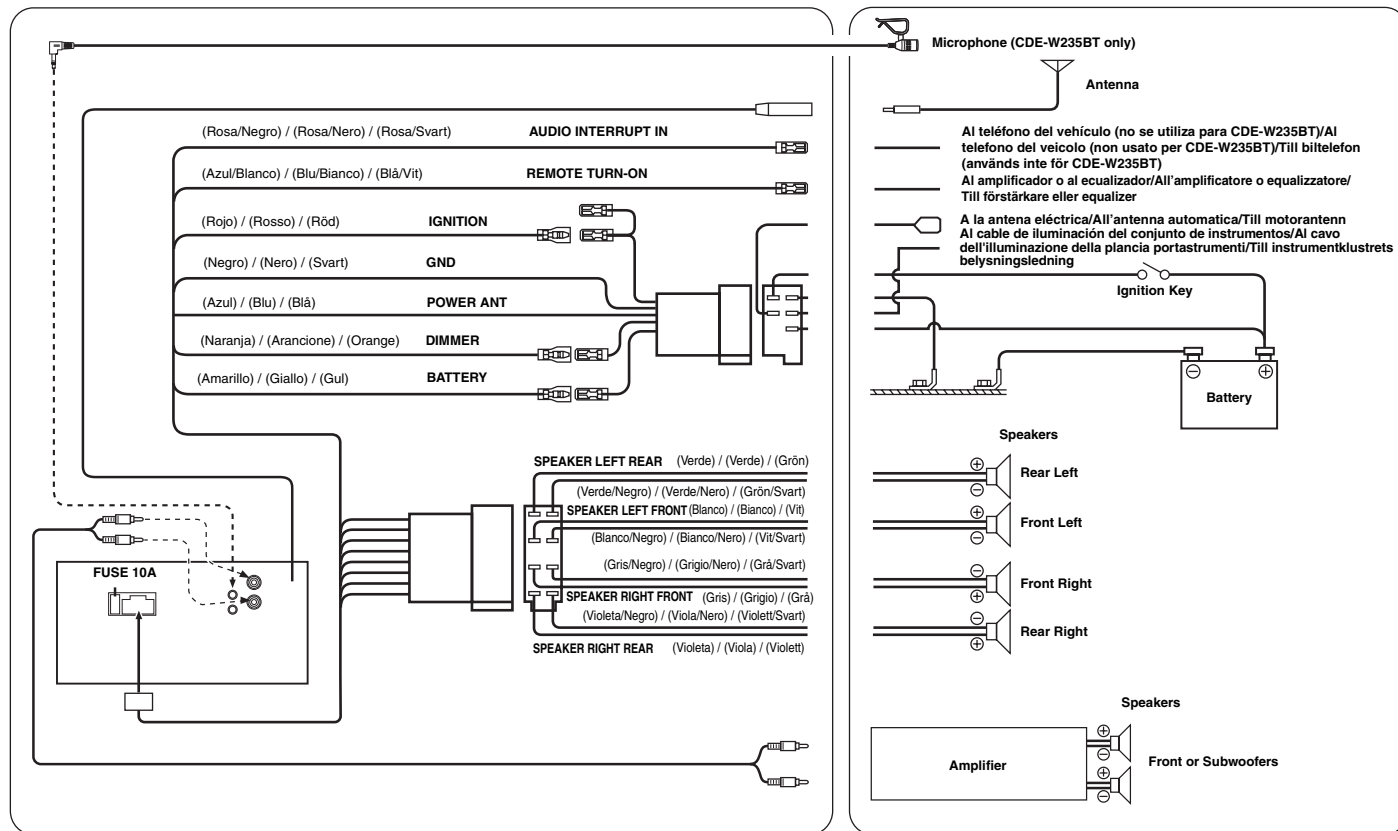 Microphone (CDE-W235BT only)
Antenna
(Rosa/Negro) / (Rosa/Nero) / (Rosa/Svart) AUDIO INTERRUPT IN
Al teléfono del vehículo (no se utiliza para CDE-W235BT)/Al
telefono del veicolo (non usato per CDE-W235BT)/Till biltelefon
(används inte för CDE-W235BT)
(Azul/Blanco) / (Blu/Bianco) / (Blå/Vit) REMOTE TURN-ON
Al amplificador o al ecualizador/All'amplificatore o equalizzatore/
Till förstärkare eller equalizer
(Rojo) / (Rosso) / (Röd) IGNITION
A la antena eléctrica/All'antenna automatica/Till motorantenn
Al cable de iluminación del conjunto de instrumentos/Al cavo
dell'illuminazione della plancia portastrumenti/Till instrumentklustrets
belysningsledning
(Negro) / (Nero) / (Svart) GND
Ignition Key
(Azul) / (Blu) / (Blå) POWER ANT
(Naranja) / (Arancione) / (Orange) DIMMER
(Amarillo) / (Giallo) / (Gul) BATTERY
Battery
Speakers
SPEAKER LEFT REAR (Verde) / (Verde) / (Grön)
Rear Left
(Verde/Negro) / (Verde/Nero) / (Grön/Svart)
SPEAKER LEFT FRONT (Blanco) / (Bianco) / (Vit)
Front Left
(Blanco/Negro) / (Bianco/Nero) / (Vit/Svart)
(Gris/Negro) / (Grigio/Nero) / (Grå/Svart)
FUSE 10A
Front Right
SPEAKER RIGHT FRONT (Gris) / (Grigio) / (Grå)
(Violeta/Negro) / (Viola/Nero) / (Violett/Svart)
Rear Right
SPEAKER RIGHT REAR (Violeta) / (Viola) / (Violett)
Speakers
Amplifier
Front or Subwoofers